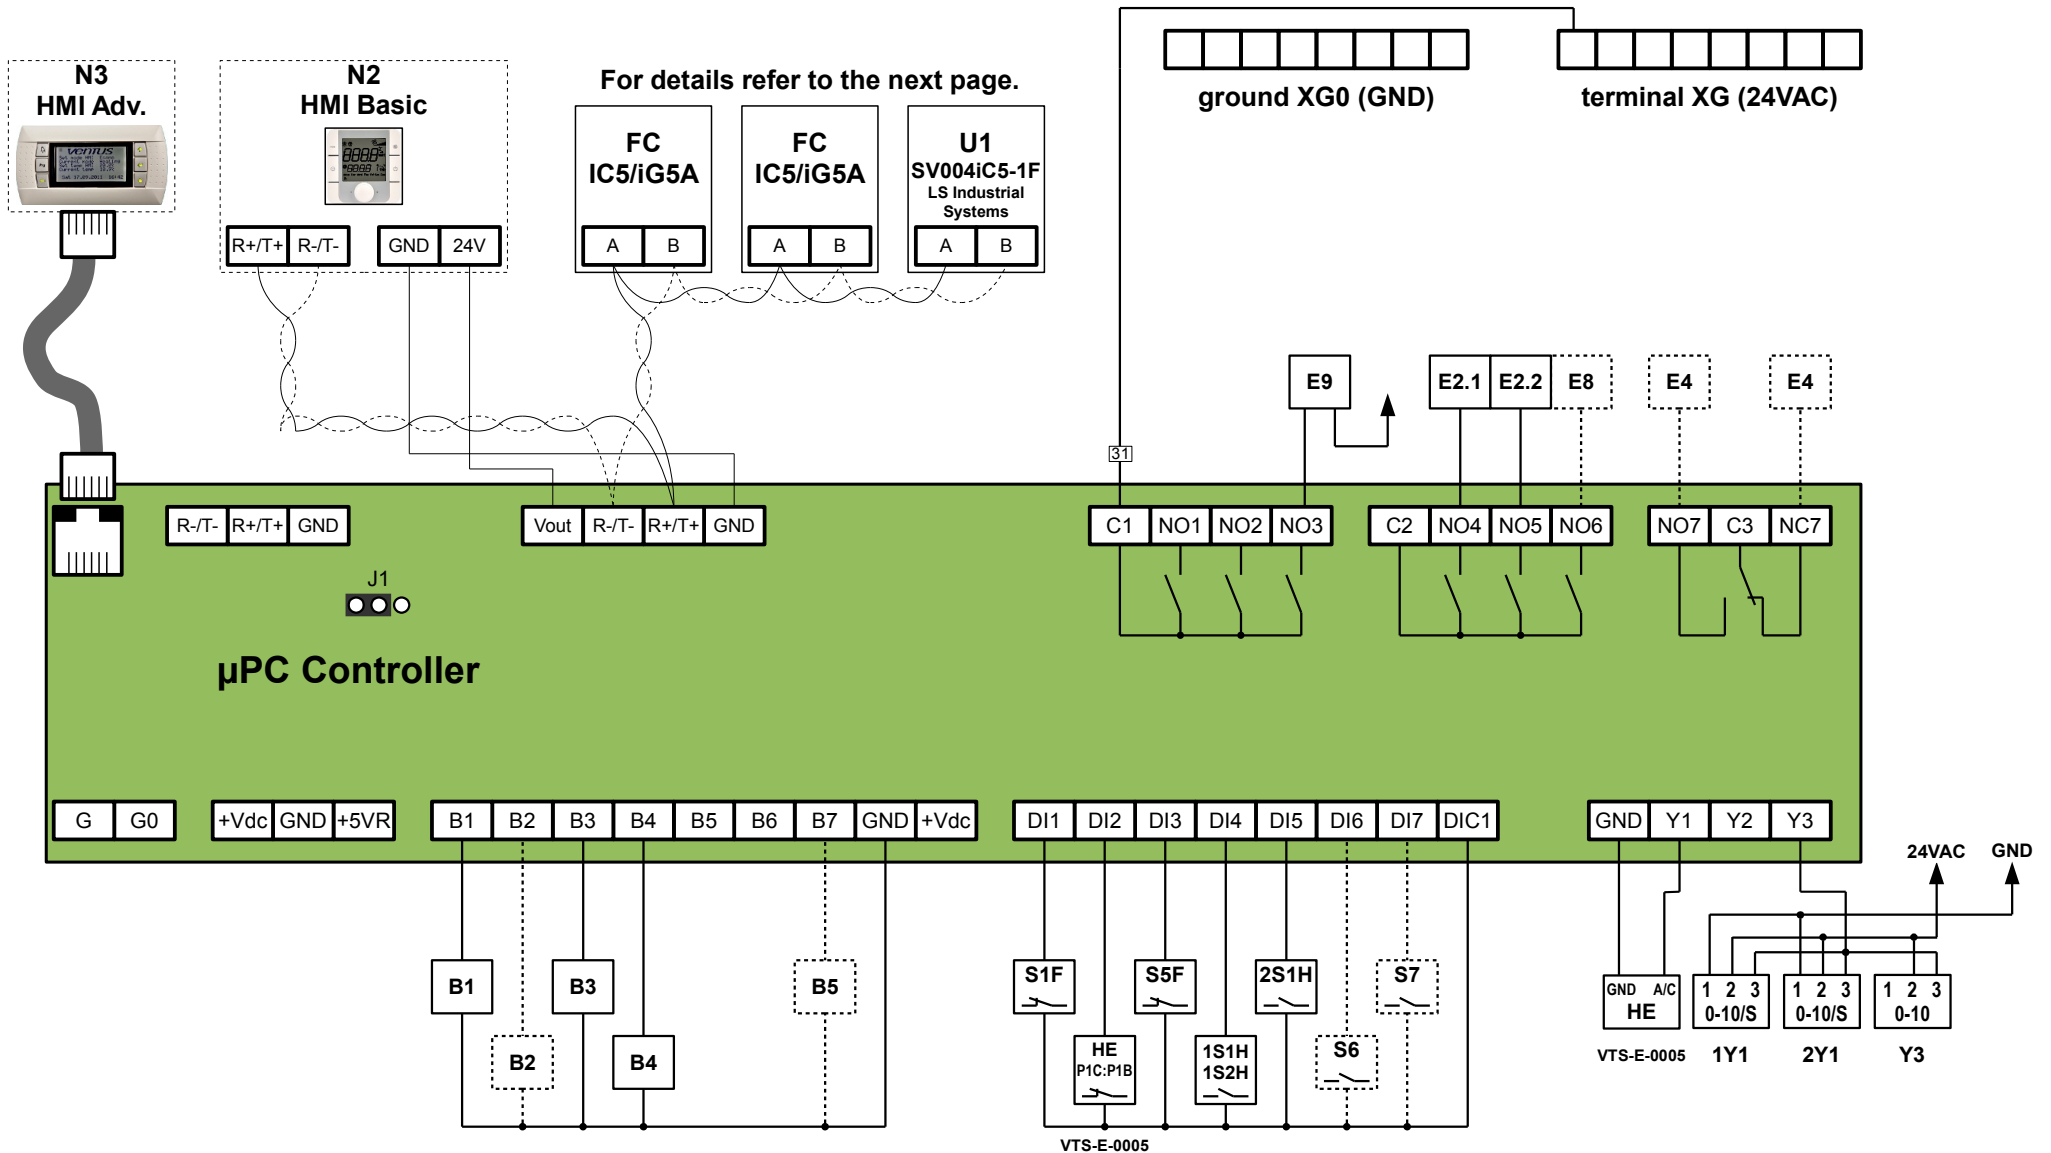 N3
HMI Adv.
VENTUS
N2
HMI Basic
R+/T+ R-/T- GND 24V
For details refer to the next page.
FC
IC5/iG5A
A B
FC
IC5/iG5A
A B
U1
SV004iC5-1F
LS Industrial
Systems
A B
ground XG0 (GND)
terminal XG (24VAC)
E9
E2.1 E2.2 E8
E4
E4
31
R-/T- R+/T+ GND
Vout R-/T- R+/T+ GND
C1 NO1 NO2 NO3
C2 NO4 NO5 NO6
NO7 C3 NC7
J1
µPC Controller
G G0
+Vdc GND +5VR
B1 B2 B3 B4 B5 B6 B7 GND +Vdc
DI1 DI2 DI3 DI4 DI5 DI6 DI7 DIC1
GND Y1 Y2 Y3
24VAC GND
B1
B3
B5
B2
B4
S1F
S5F
2S1H
S7
HE
P1C:P1B
1S1H
1S2H
S6
VTS-E-0005
GND A/C
HE
VTS-E-0005
1 2 3
0-10/S
1Y1
1 2 3
0-10/S
2Y1
1 2 3
0-10
Y3